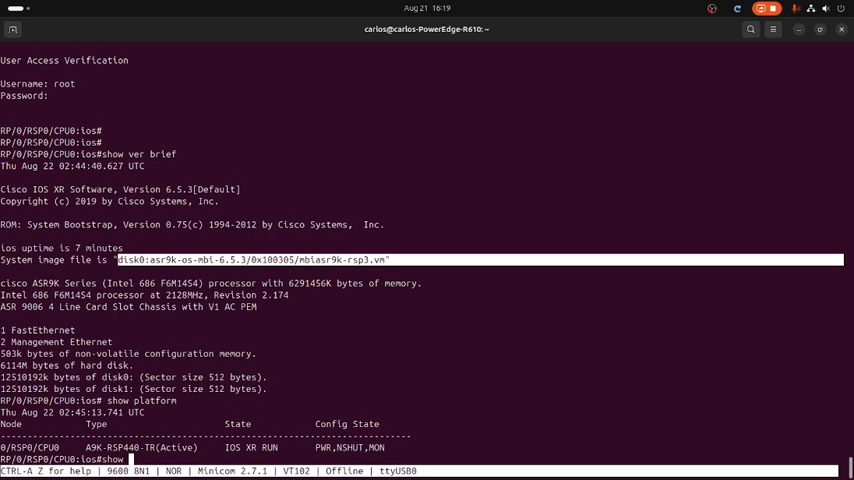 Aug 21 16:19
carlos@carlos-PowerEdge-R610: ~
User Access Verification
Username: root
Password:
RP/0/RSP0/CPU0:ios#
RP/0/RSP0/CPU0:ios#
RP/0/RSP0/CPU0:ios#show ver brief
Thu Aug 22 02:44:40.627 UTC
Cisco IOS XR Software, Version 6.5.3[Default]
Copyright (c) 2019 by Cisco Systems, Inc.
ROM: System Bootstrap, Version 0.75(c) 1994-2012 by Cisco Systems,  Inc.
ios uptime is 7 minutes
System image file is "disk0:asr9k-os-mbi-6.5.3/0x100305/mbiasr9k-rsp3.vm"
cisco ASR9K Series (Intel 686 F6M14S4) processor with 6291456K bytes of memory.
Intel 686 F6M14S4 processor at 2128MHz, Revision 2.174
ASR 9006 4 Line Card Slot Chassis with V1 AC PEM
1 FastEthernet
2 Management Ethernet
503k bytes of non-volatile configuration memory.
6114M bytes of hard disk.
12510192k bytes of disk0: (Sector size 512 bytes).
12510192k bytes of disk1: (Sector size 512 bytes).
RP/0/RSP0/CPU0:ios# show platform
Thu Aug 22 02:45:13.741 UTC
Node Type State Config State
-----------------------------------------------------------------------------
0/RSP0/CPU0 A9K-RSP440-TR(Active) IOS XR RUN PWR,NSHUT,MON
RP/0/RSP0/CPU0:ios#show
CTRL-A Z for help | 9600 8N1 | NOR | Minicom 2.7.1 | VT102 | Offline | ttyUSB0